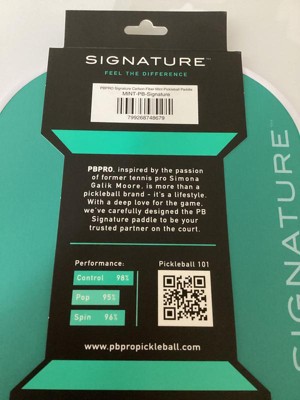 SIGNATURE™
FEEL THE DIFFERENCE
PBPRO Signature Carbon Fiber Mint Pickleball Paddle
MINT-PB-Signature
799268748679
PBPRO, inspired by the passion
of former tennis pro Simona
Galik Moore, is more than a
pickleball brand - it's a lifestyle.
With a deep love for the game,
we've carefully designed the PB
Signature paddle to be your
trusted partner on the court.
Performance:
Control 98%
Pop 95%
Spin 96%
Pickleball 101
www.pbpropickleball.com
SIGNATURE